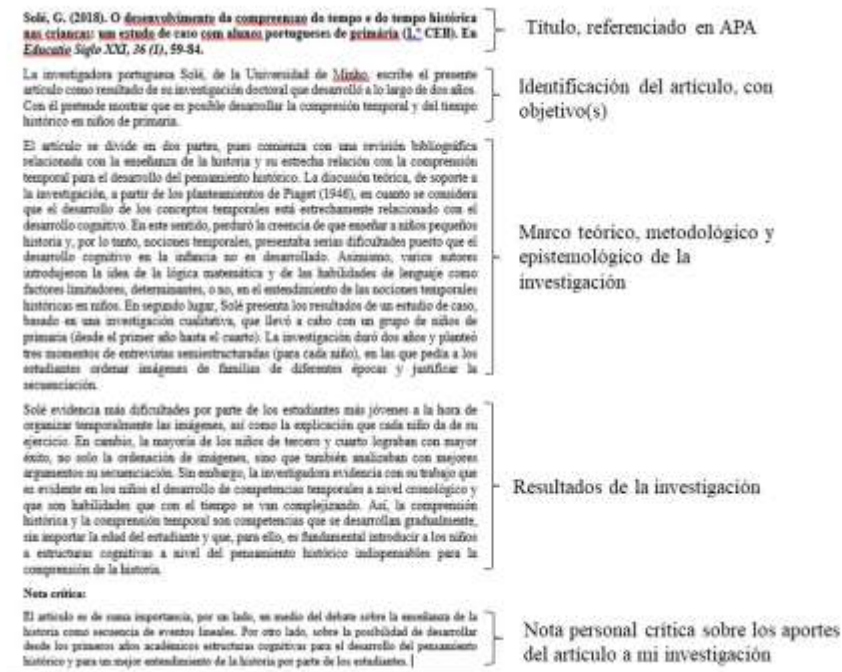 Solé, G. (2018). O desenvolvimento da compreensao do tempo e do tempo histórica
nas crianças: um estudo de caso com alunos portugueses de primária (1.º CEB). En
Educatio Siglo XXI, 36 (1), 59-84.
Título, referenciado en APA
La investigadora portuguesa Solé, de la Universidad de Minho, escribe el presente
artículo como resultado de su investigación doctoral que desarrolló a lo largo de dos años.
Con él pretende mostrar que es posible desarrollar la compresión temporal y del tiempo
histórico en niños de primaria.
Identificación del artículo, con
objetivo(s)
El artículo se divide en dos partes, pues comienza con una revisión bibliográfica
relacionada con la enseñanza de la historia y su estrecha relación con la comprensión
temporal para el desarrollo del pensamiento histórico. La discusión teórica, de soporte a
la investigación, a partir de los planteamientos de Piaget (1946), en cuanto se considera
que el desarrollo de los conceptos temporales está estrechamente relacionado con el
desarrollo cognitivo. En este sentido, perduró la creencia de que enseñar a niños pequeños
historia y, por lo tanto, nociones temporales, presentaba serias dificultades puesto que el
desarrollo cognitivo en la infancia no es desarrollado. Asimismo, varios autores
introdujeron la idea de la lógica matemática y de las habilidades de lenguaje como
factores limitadores, determinantes, o no, en el entendimiento de las nociones temporales
históricas en niños. En segundo lugar, Solé presenta los resultados de un estudio de caso,
basado en una investigación cualitativa, que llevó a cabo con un grupo de niños de
primaria (desde el primer año hasta el cuarto). La investigación duró dos años y planteó
tres momentos de entrevistas semiestructuradas (para cada niño), en las que pedía a los
estudiantes ordenar imágenes de familias de diferentes épocas y justificar la
secuenciación.
Marco teórico, metodológico y
epistemológico de la
investigación
Solé evidencia más dificultades por parte de los estudiantes más jóvenes a la hora de
organizar temporalmente las imágenes, así como la explicación que cada niño da de su
ejercicio. En cambio, la mayoría de los niños de tercero y cuarto lograban con mayor
éxito, no solo la ordenación de imágenes, sino que también analizaban con mejores
argumentos su secuenciación. Sin embargo, la investigadora evidencia con su trabajo que
es evidente en los niños el desarrollo de competencias temporales a nivel cronológico y
que son habilidades que con el tiempo se van complejizando. Así, la comprensión
histórica y la comprensión temporal son competencias que se desarrollan gradualmente,
sin importar la edad del estudiante y que, para ello, es fundamental introducir a los niños
a estructuras cognitivas a nivel del pensamiento histórico indispensables para la
comprensión de la historia.
Resultados de la investigación
Nota crítica:
El artículo es de suma importancia, por un lado, en medio del debate sobre la enseñanza de la
historia como secuencia de eventos lineales. Por otro lado, sobre la posibilidad de desarrollar
desde los primeros años académicos estructuras cognitivas para el desarrollo del pensamiento
histórico y para un mejor entendimiento de la historia por parte de los estudiantes.
Nota personal crítica sobre los aportes
del artículo a mi investigación